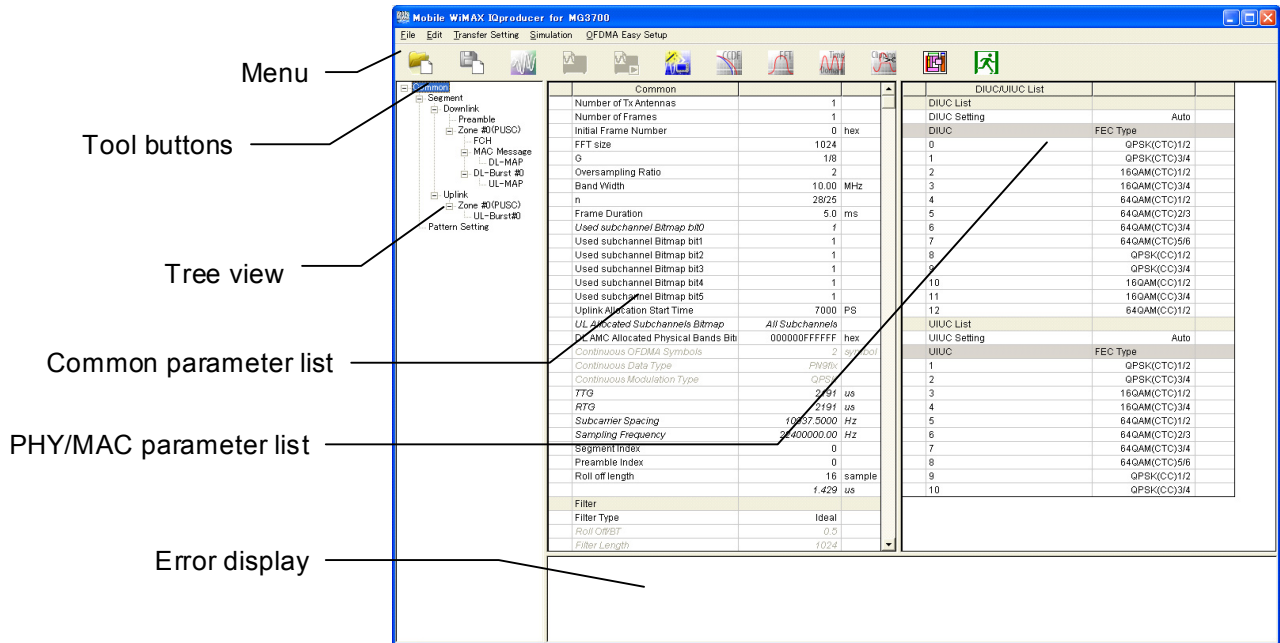 Mobile WiMAX IQproducer for MG3700
File Edit Transfer Setting Simulation OFDMA Easy Setup
CCDF FFT Time Domain
Menu
Tool buttons
Tree view
Common parameter list
PHY/MAC parameter list
Error display
Common
Segment
Downlink
Preamble
Zone #0(PUSC)
FCH
MAC Message
DL-MAP
DL-Burst #0
UL-MAP
Uplink
Zone #0(PUSC)
UL-Burst#0
Pattern Setting
Common
Number of Tx Antennas 1
Number of Frames 1
Initial Frame Number 0 hex
FFT size 1024
G 1/8
Oversampling Ratio 2
Band Width 10.00 MHz
n 28/25
Frame Duration 5.0 ms
Used subchannel Bitmap bit0 1
Used subchannel Bitmap bit1 1
Used subchannel Bitmap bit2 1
Used subchannel Bitmap bit3 1
Used subchannel Bitmap bit4 1
Used subchannel Bitmap bit5 1
Uplink Allocation Start Time 7000 PS
UL Allocated Subchannels Bitmap All Subchannels
DL AMC Allocated Physical Bands Bit 000000FFFFFF hex
Continuous OFDMA Symbols 2 symbol
Continuous Data Type PN9fix
Continuous Modulation Type QPSK
TTG 2191 us
RTG 2191 us
Subcarrier Spacing 10937.5000 Hz
Sampling Frequency 22400000.00 Hz
Segment Index 0
Preamble Index 0
Roll off length 16 sample
1.429 us
Filter
Filter Type Ideal
Roll Off/BT 0.5
Filter Length 1024
DIUC/UIUC List
DIUC List
DIUC Setting Auto
DIUC FEC Type
0 QPSK(CTC)1/2
1 QPSK(CTC)3/4
2 16QAM(CTC)1/2
3 16QAM(CTC)3/4
4 64QAM(CTC)1/2
5 64QAM(CTC)2/3
6 64QAM(CTC)3/4
7 64QAM(CTC)5/6
8 QPSK(CC)1/2
9 QPSK(CC)3/4
10 16QAM(CC)1/2
11 16QAM(CC)3/4
12 64QAM(CC)1/2
UIUC List
UIUC Setting Auto
UIUC FEC Type
1 QPSK(CTC)1/2
2 QPSK(CTC)3/4
3 16QAM(CTC)1/2
4 16QAM(CTC)3/4
5 64QAM(CTC)1/2
6 64QAM(CTC)2/3
7 64QAM(CTC)3/4
8 64QAM(CTC)5/6
9 QPSK(CC)1/2
10 QPSK(CC)3/4